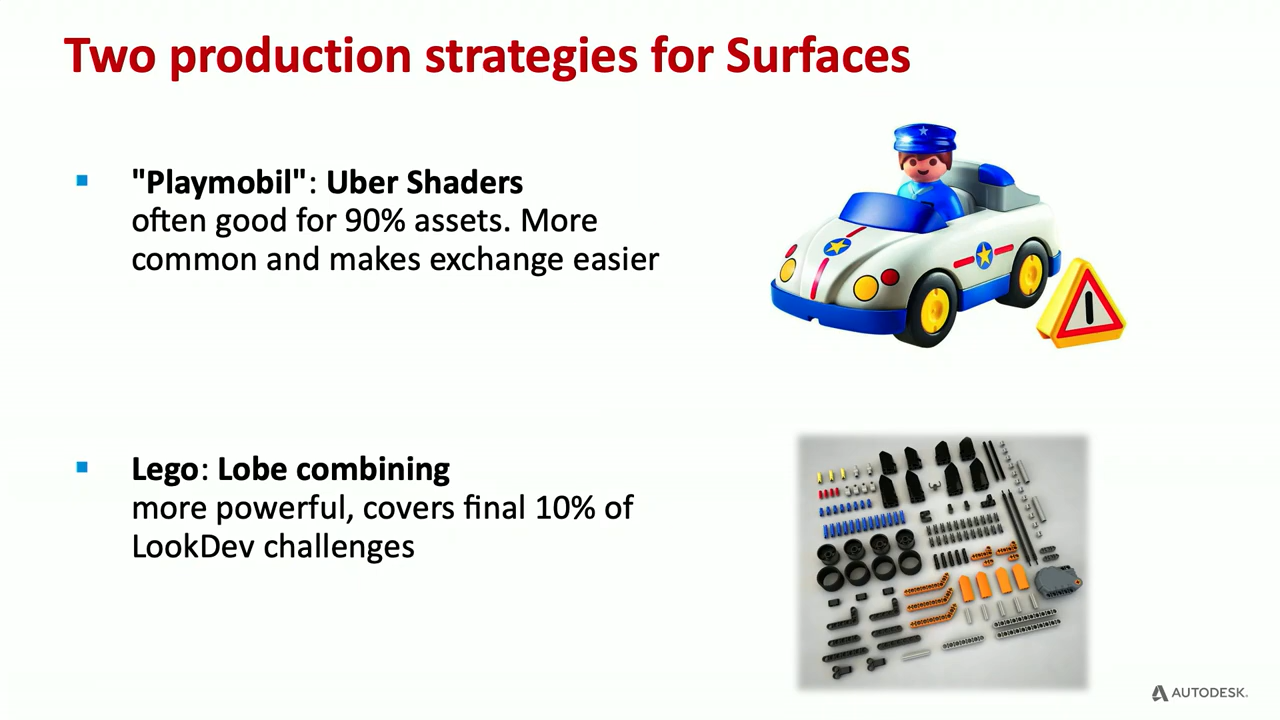 Two production strategies for Surfaces
"Playmobil": Uber Shaders
often good for 90% assets. More
common and makes exchange easier
Lego: Lobe combining
more powerful, covers final 10% of
LookDev challenges
AUTODESK.